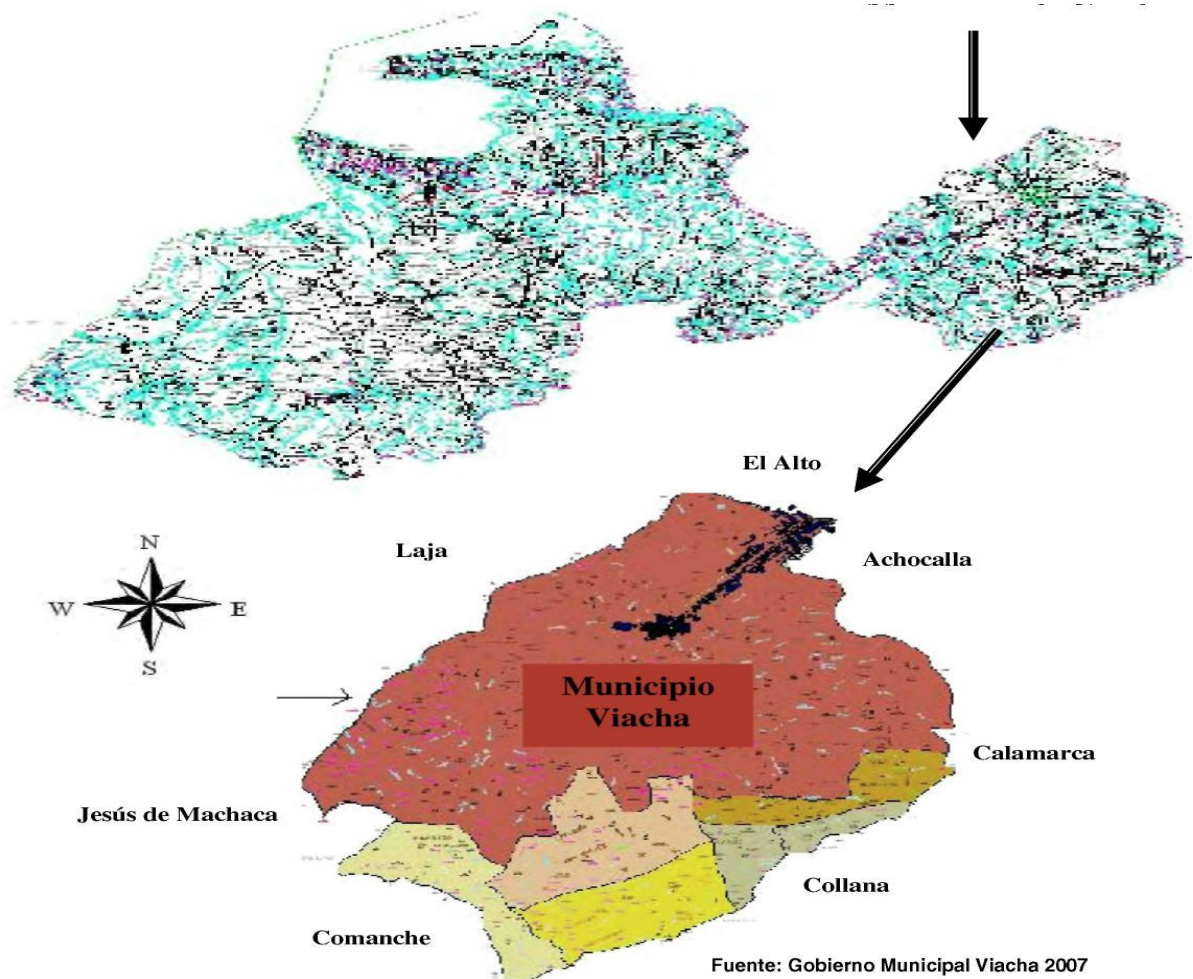 El Alto
Laja
Achocalla
N
W E
S
Municipio
Viacha
Calamarca
Jesús de Machaca
Collana
Comanche
Fuente: Gobierno Municipal Viacha 2007